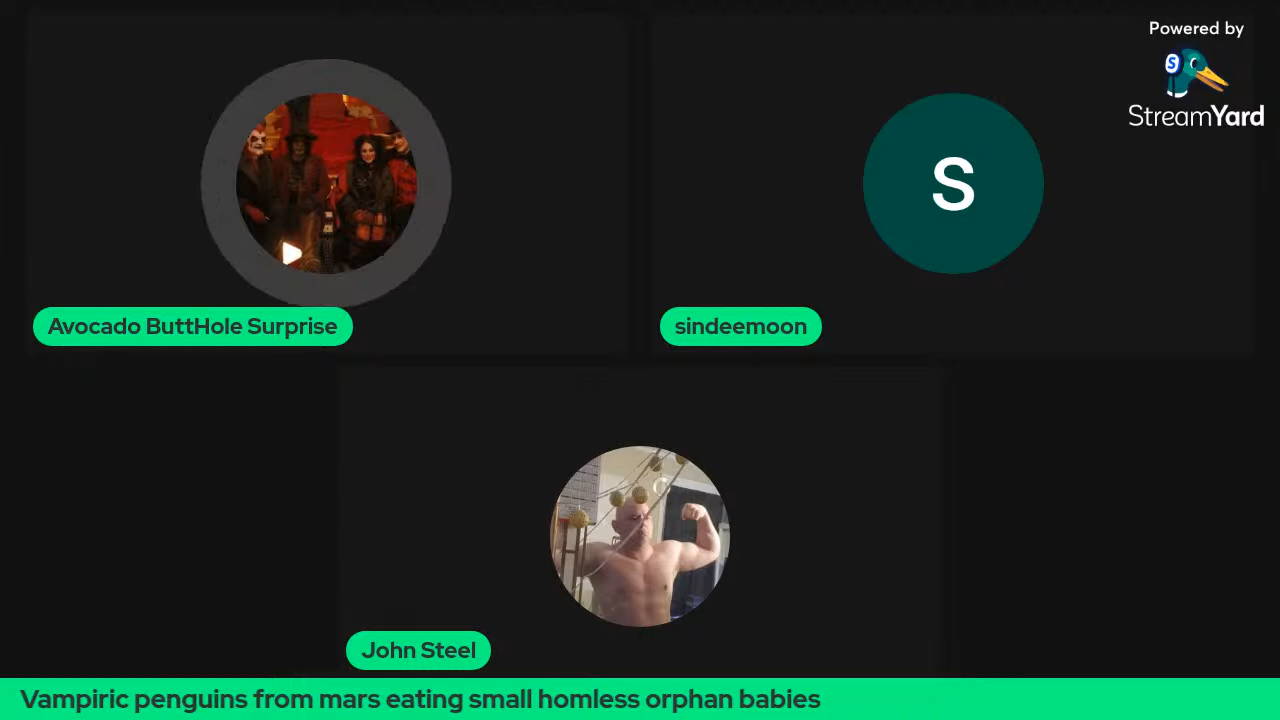 Powered by
S
StreamYard
S
Avocado ButtHole Surprise
sindeemoon
John Steel
Vampiric penguins from mars eating small homless orphan babies